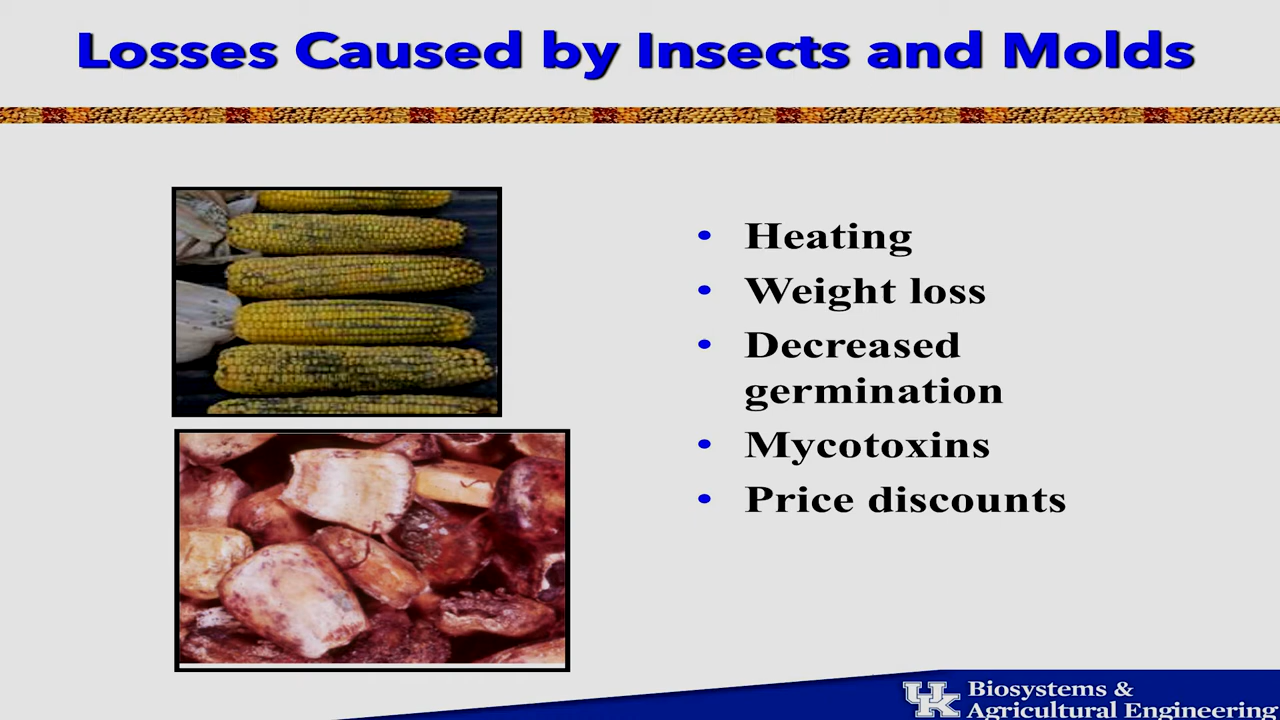 Losses Caused by Insects and Molds
• Heating
• Weight loss
• Decreased
germination
• Mycotoxins
• Price discounts
UK Biosystems &
Agricultural Engineering